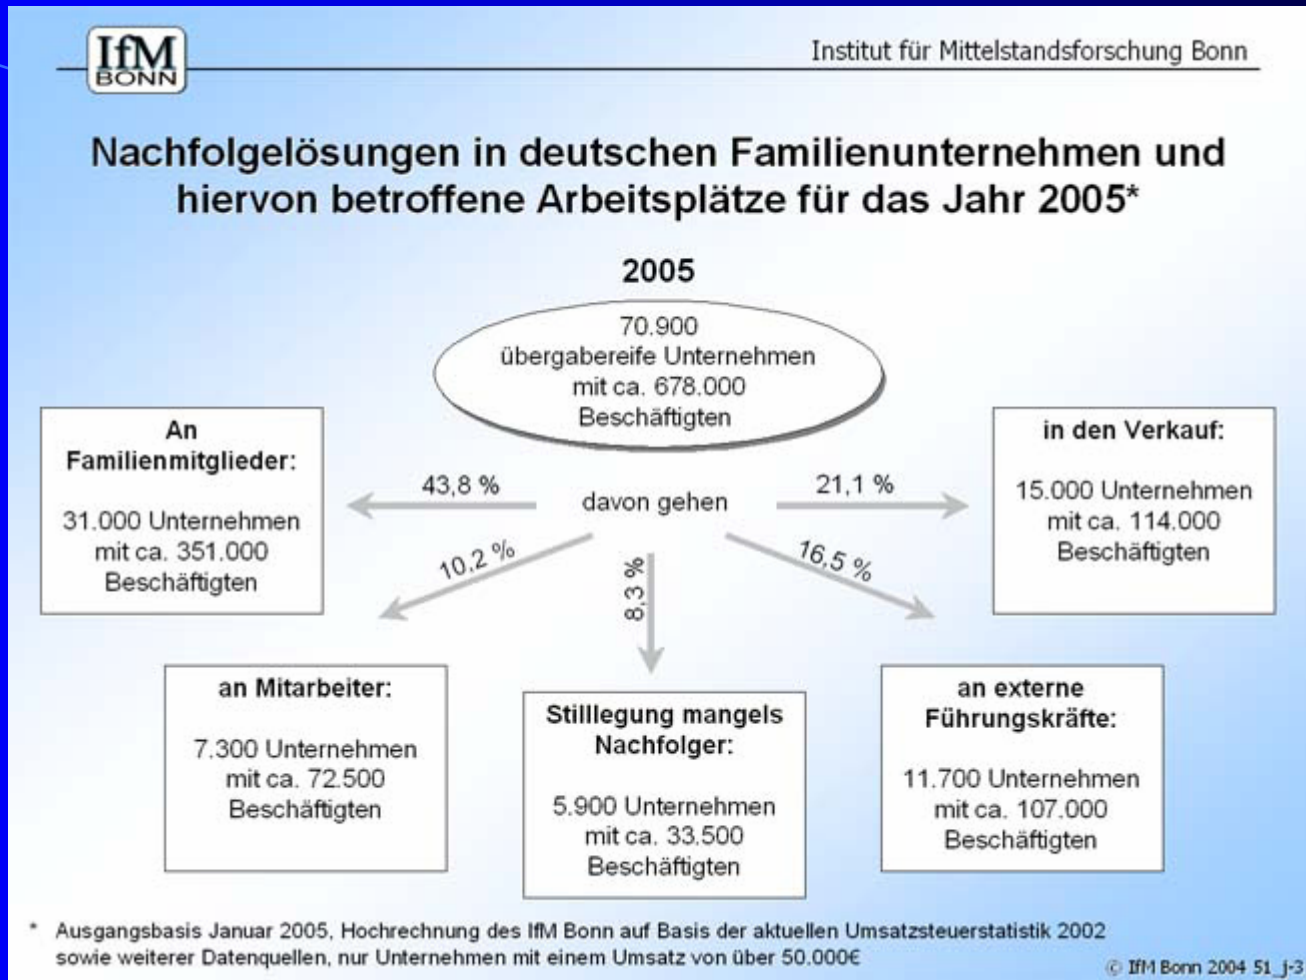 IfM
BONN
Institut für Mittelstandsforschung Bonn
Nachfolgelösungen in deutschen Familienunternehmen und
hiervon betroffene Arbeitsplätze für das Jahr 2005*
2005
70.900
übergabereife Unternehmen
mit ca. 678.000
Beschäftigten
davon gehen
43,8 %
An
Familienmitglieder:
31.000 Unternehmen
mit ca. 351.000
Beschäftigten
10,2 %
an Mitarbeiter:
7.300 Unternehmen
mit ca. 72.500
Beschäftigten
8,3 %
Stilllegung mangels
Nachfolger:
5.900 Unternehmen
mit ca. 33.500
Beschäftigten
16,5 %
an externe
Führungskräfte:
11.700 Unternehmen
mit ca. 107.000
Beschäftigten
21,1 %
in den Verkauf:
15.000 Unternehmen
mit ca. 114.000
Beschäftigten
* Ausgangsbasis Januar 2005, Hochrechnung des IfM Bonn auf Basis der aktuellen Umsatzsteuerstatistik 2002
sowie weiterer Datenquellen, nur Unternehmen mit einem Umsatz von über 50.000€
© IfM Bonn 2004 51_j-3